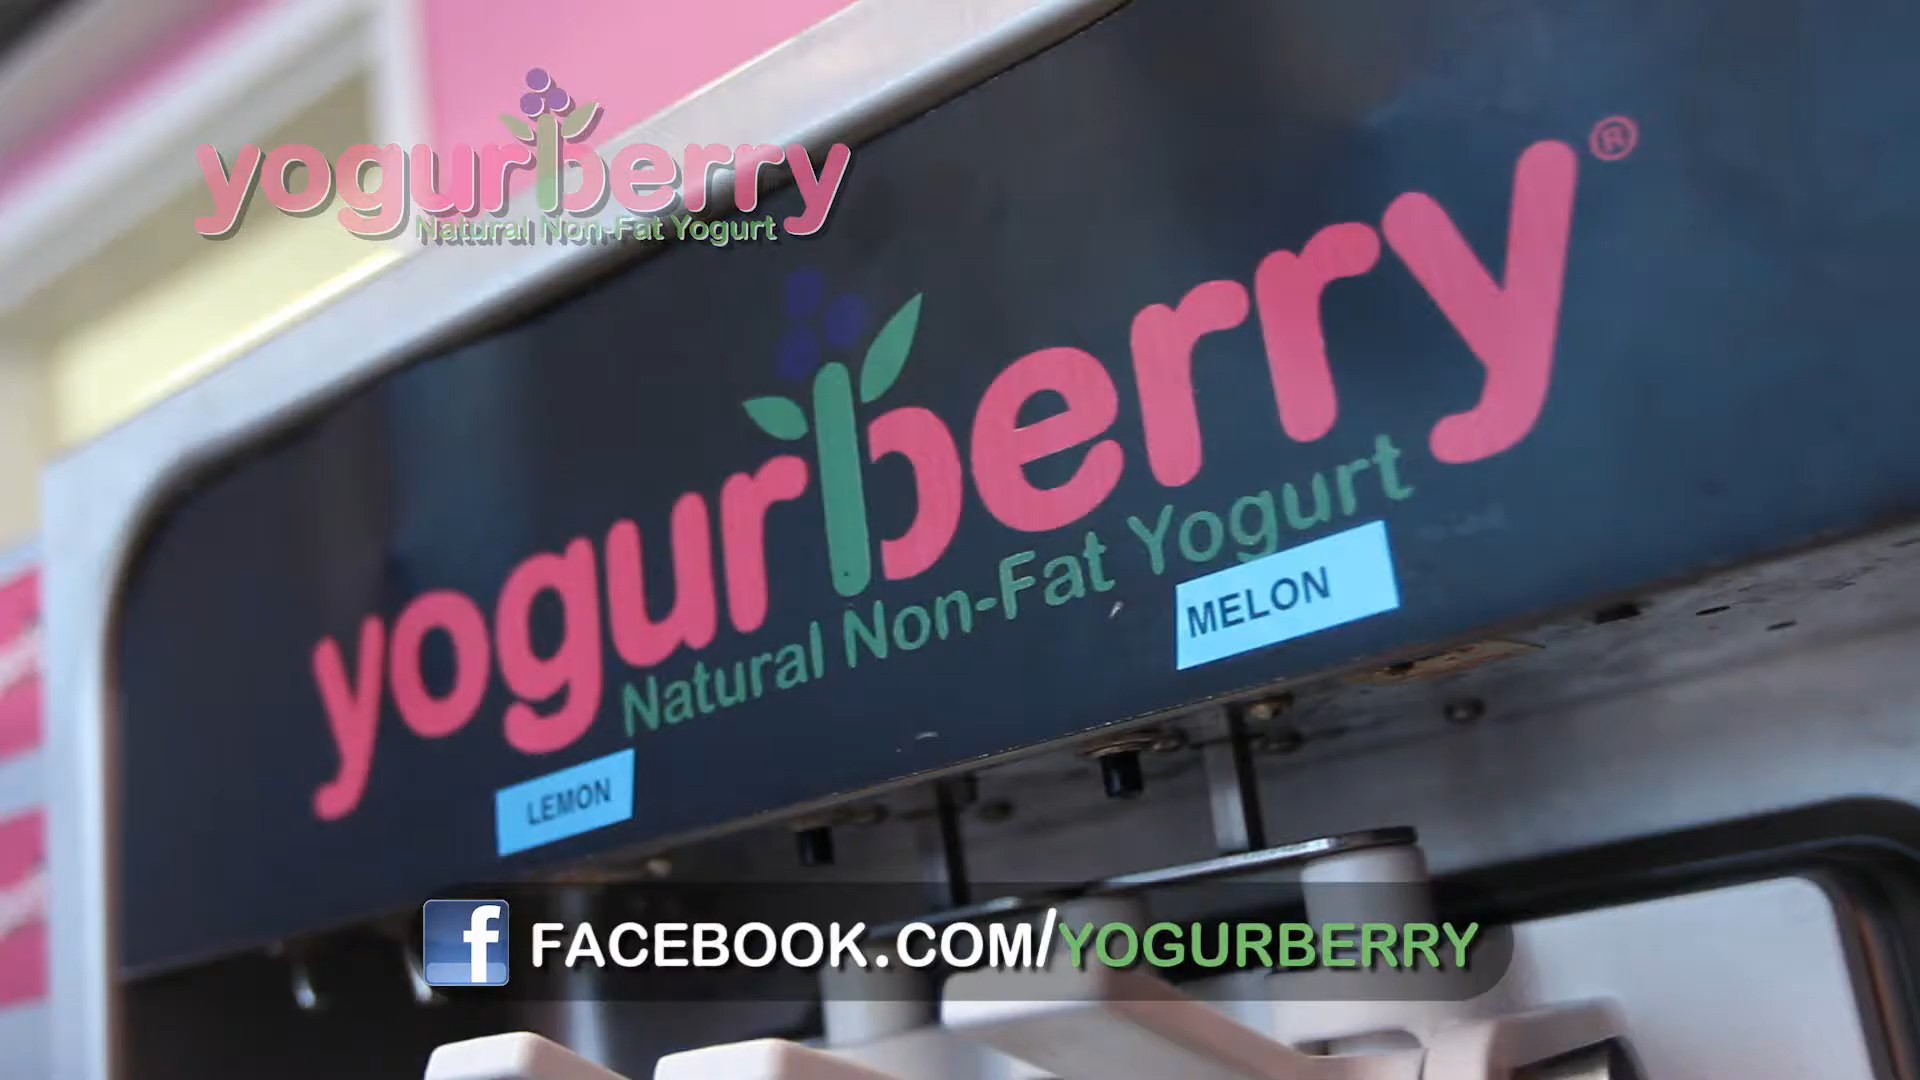 yogurberry
Natural Non-Fat Yogurt
yogurberry®
Natural Non-Fat Yogurt
MELON
LEMON
f FACEBOOK.COM/YOGURBERRY